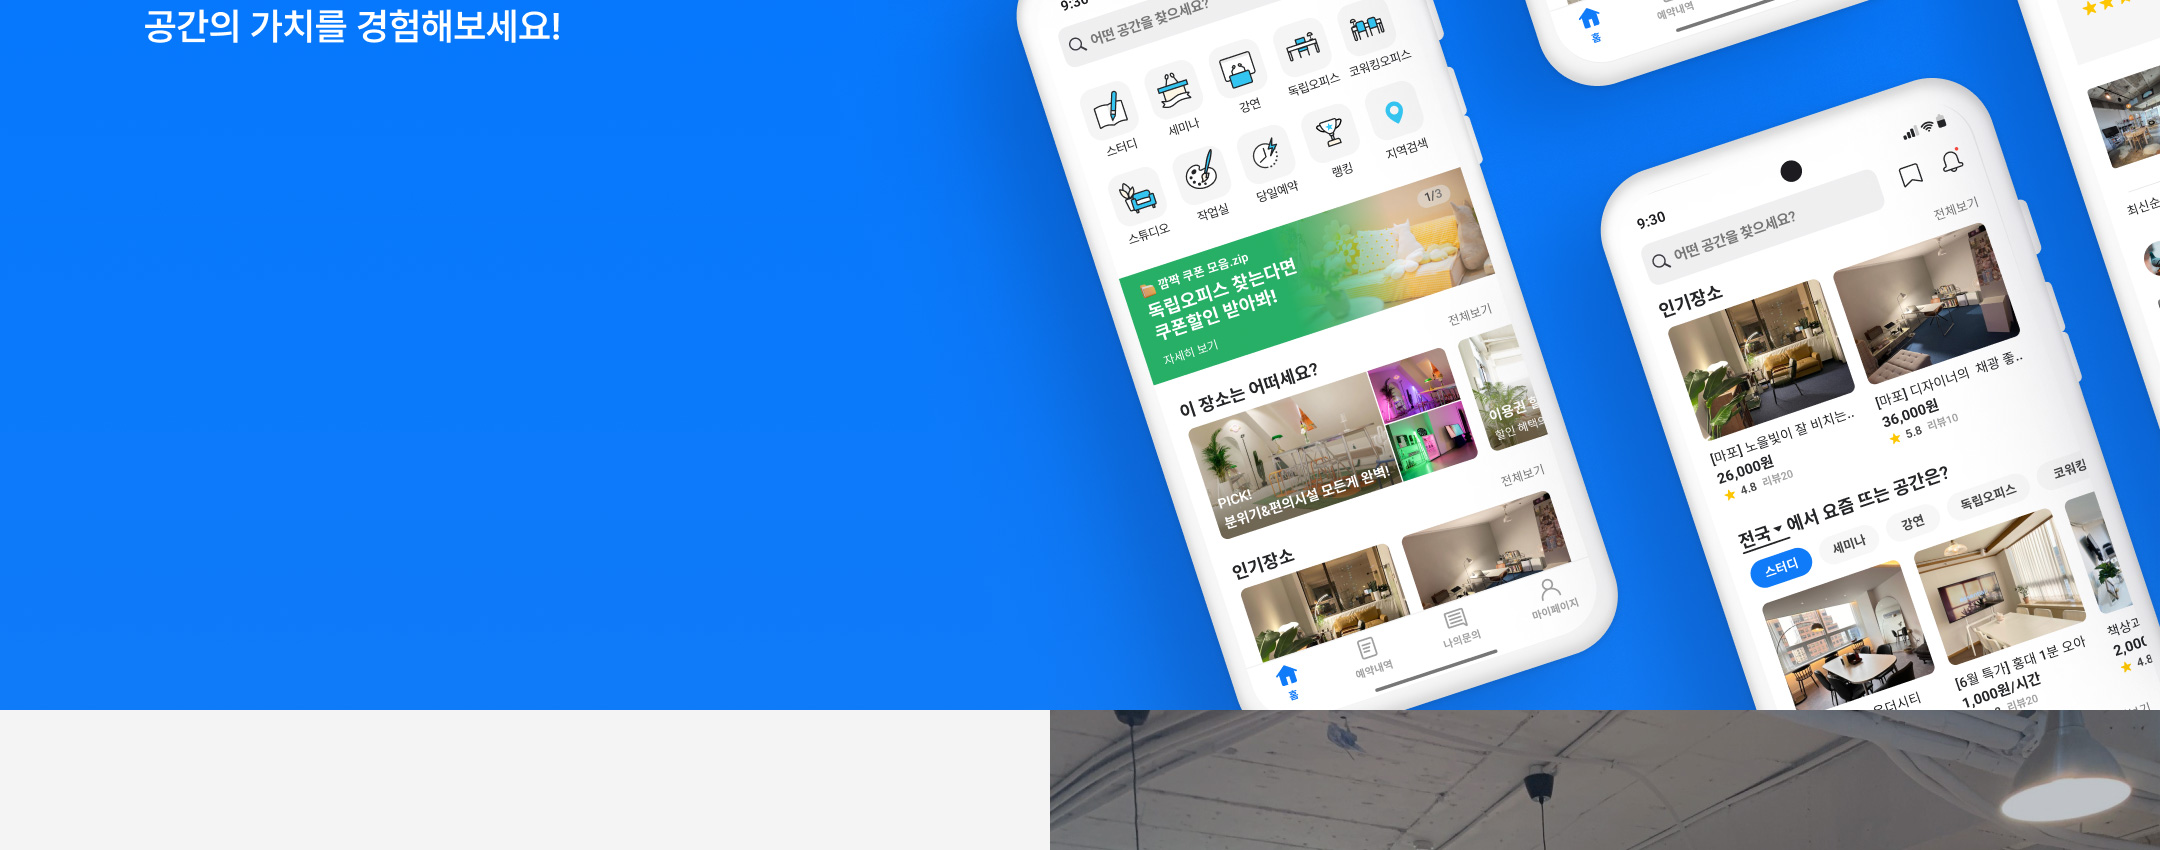 공간의 가치를 경험해보세요!
9:30
어떤 공간을 찾으세요?
스터디
세미나
강연
독립오피스
코워킹오피스
스튜디오
작업실
당일예약
랭킹
지역검색
1/3
깜짝 쿠폰 모음.zip
독립오피스 찾는다면
쿠폰할인 받아봐!
자세히 보기
전체보기
이 장소는 어떠세요?
PICK!
분위기&편의시설 모든게 완벽!
이용권 할
할인 혜택으
전체보기
인기장소
홈
예약내역
나의문의
마이페이지
홈
예약내역
9:30
어떤 공간을 찾으세요?
전체보기
인기장소
[마포] 노을빛이 잘 비치는..
26,000원
4.8 리뷰20
[마포] 디자이너의 채광 좋..
36,000원
5.8 리뷰10
전국 에서 요즘 뜨는 공간은?
스터디
세미나
강연
독립오피스
코워킹
[6월 특가] 홍대 1분 오아
1,000원/시간
리뷰20
책상고
2,000
4.8
최신순